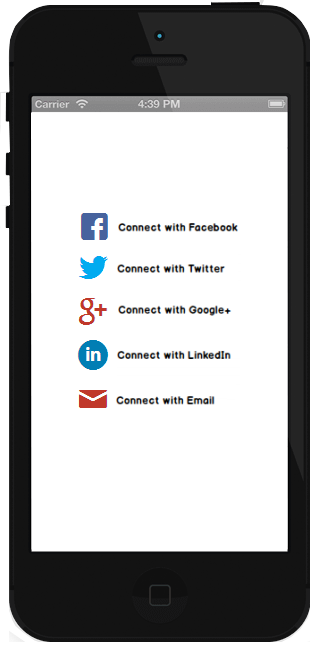 Carrier 4:39 PM
Connect with Facebook
Connect with Twitter
Connect with Google+
Connect with LinkedIn
Connect with Email